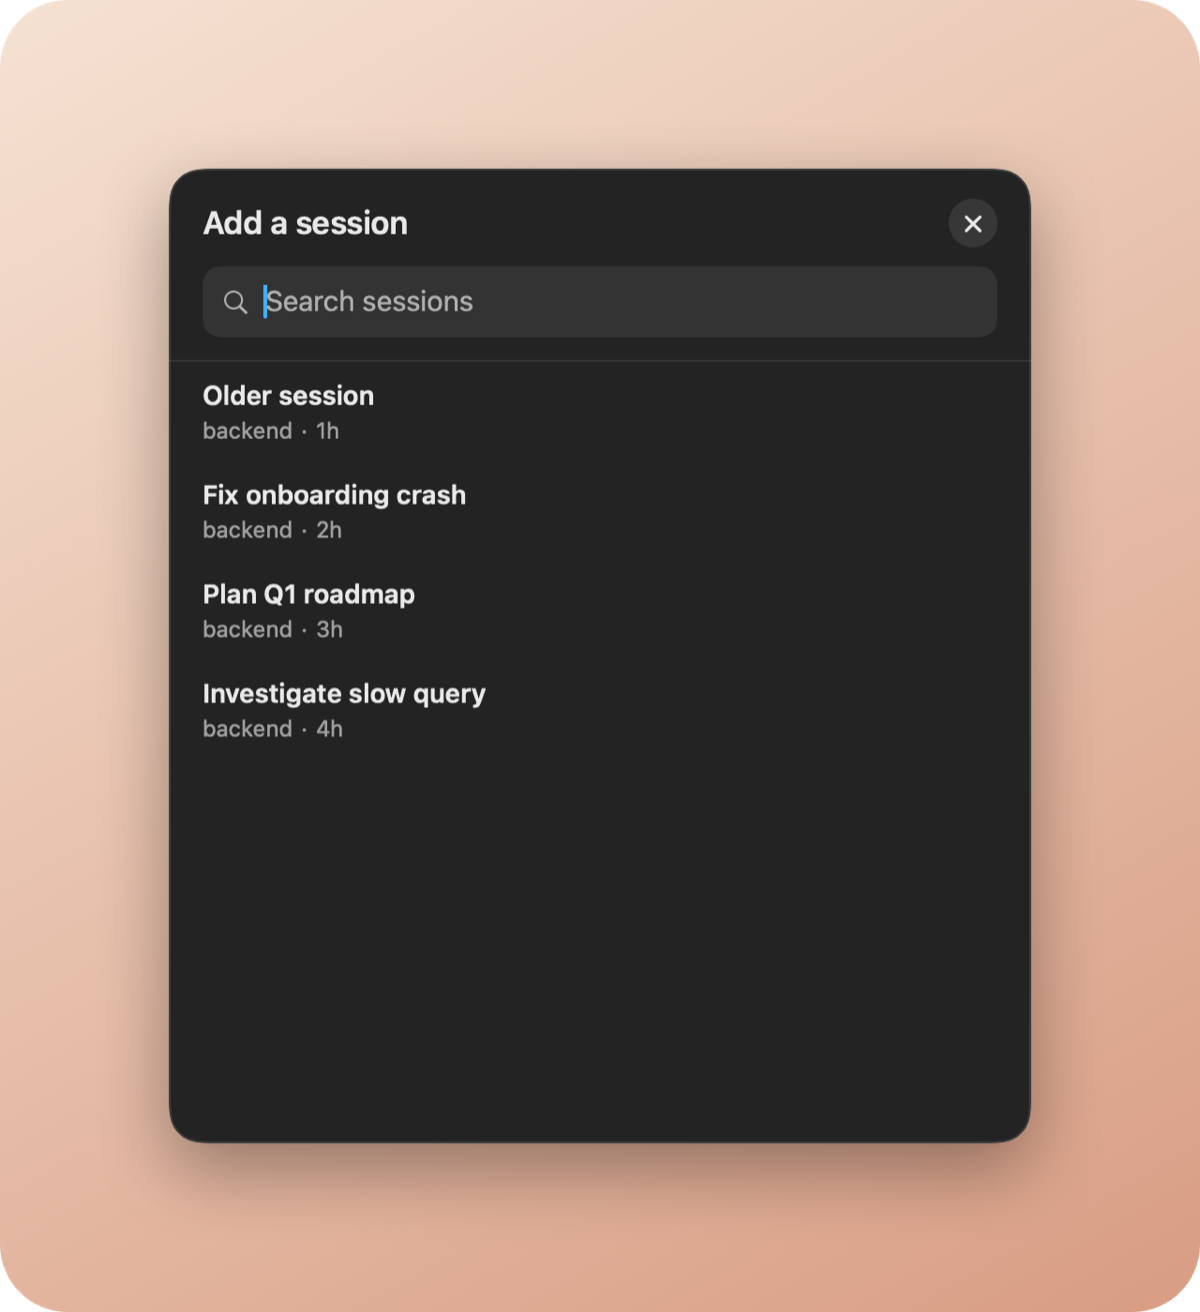 Add a session
Search sessions
Older session
backend · 1h
Fix onboarding crash
backend · 2h
Plan Q1 roadmap
backend · 3h
Investigate slow query
backend · 4h